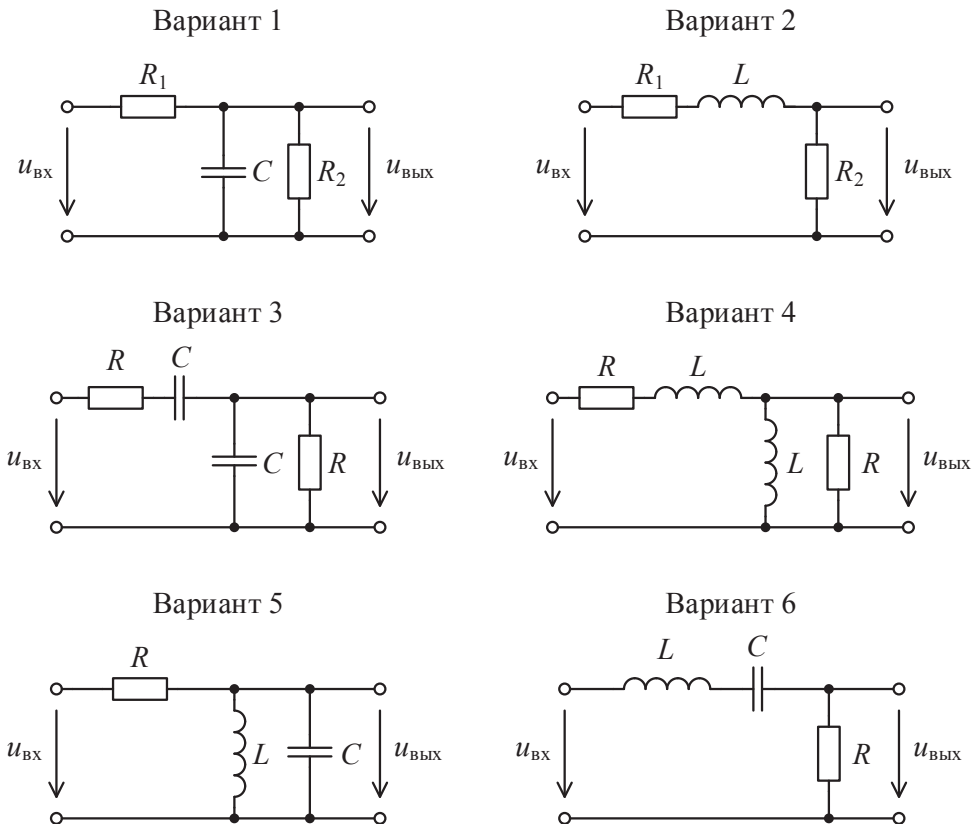 Вариант 1
Вариант 2
R₁
R₁ L
uвх C R₂ uвых
uвх R₂ uвых
Вариант 3
Вариант 4
R C
R L
uвх C R uвых
uвх L R uвых
Вариант 5
Вариант 6
R
L C
uвх L C uвых
uвх R uвых